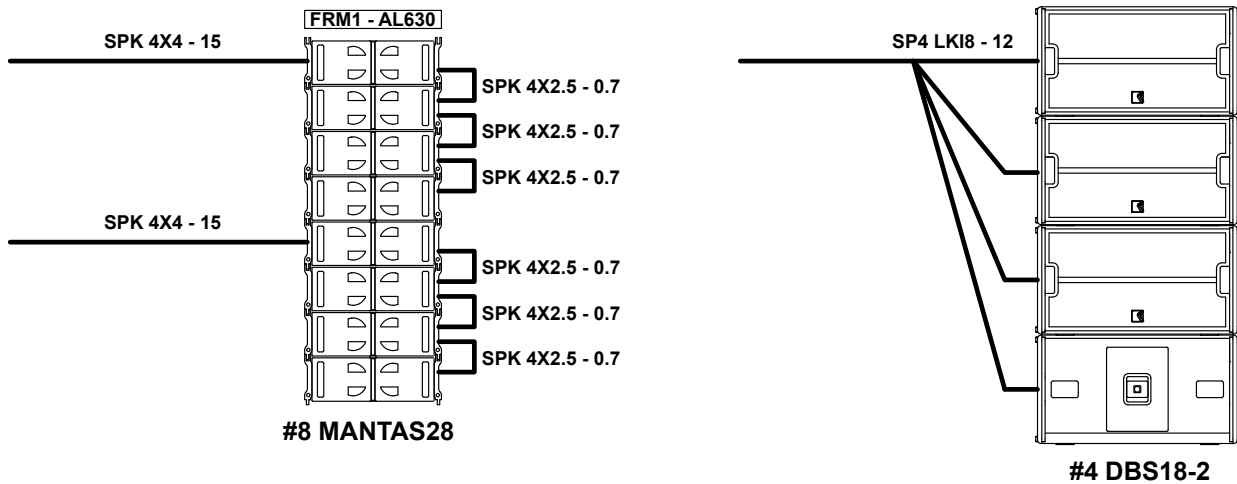 FRM1 - AL630
SPK 4X4 - 15
SP4 LKI8 - 12
SPK 4X2.5 - 0.7
SPK 4X2.5 - 0.7
SPK 4X2.5 - 0.7
SPK 4X4 - 15
SPK 4X2.5 - 0.7
SPK 4X2.5 - 0.7
SPK 4X2.5 - 0.7
#8 MANTAS28
#4 DBS18-2